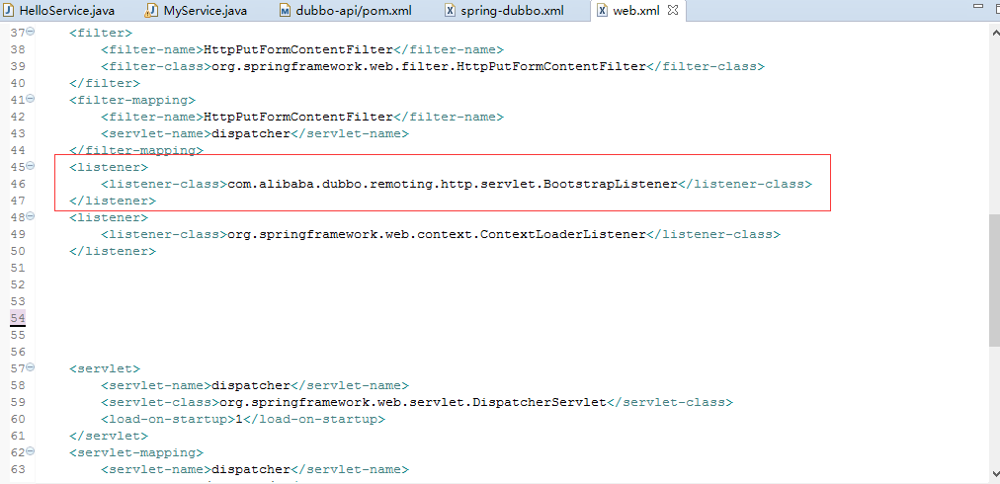 HelloService.java MyService.java dubbo-api/pom.xml spring-dubbo.xml web.xml
37 <filter>
38 <filter-name>HttpPutFormContentFilter</filter-name>
39 <filter-class>org.springframework.web.filter.HttpPutFormContentFilter</filter-class>
40 </filter>
41 <filter-mapping>
42 <filter-name>HttpPutFormContentFilter</filter-name>
43 <servlet-name>dispatcher</servlet-name>
44 </filter-mapping>
45 <listener>
46 <listener-class>com.alibaba.dubbo.remoting.http.servlet.BootstrapListener</listener-class>
47 </listener>
48 <listener>
49 <listener-class>org.springframework.web.context.ContextLoaderListener</listener-class>
50 </listener>
51
52
53
54
55
56
57 <servlet>
58 <servlet-name>dispatcher</servlet-name>
59 <servlet-class>org.springframework.web.servlet.DispatcherServlet</servlet-class>
60 <load-on-startup>1</load-on-startup>
61 </servlet>
62 <servlet-mapping>
63 <servlet-name>dispatcher</servlet-name>